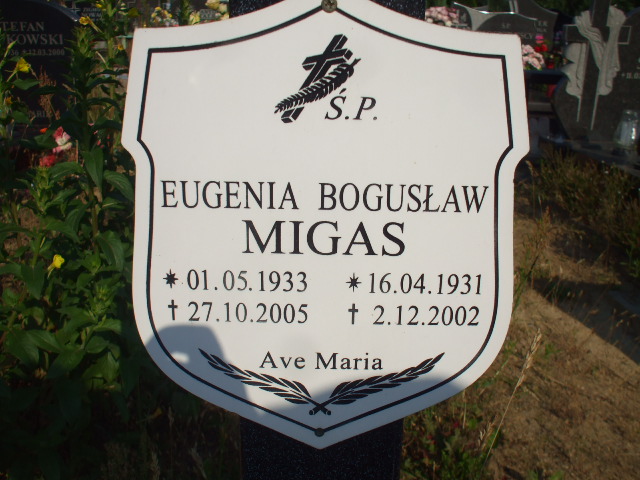 Ś.P.
EUGENIA BOGUSŁAW
MIGAS
* 01.05.1933 * 16.04.1931
† 27.10.2005 † 2.12.2002
Ave Maria